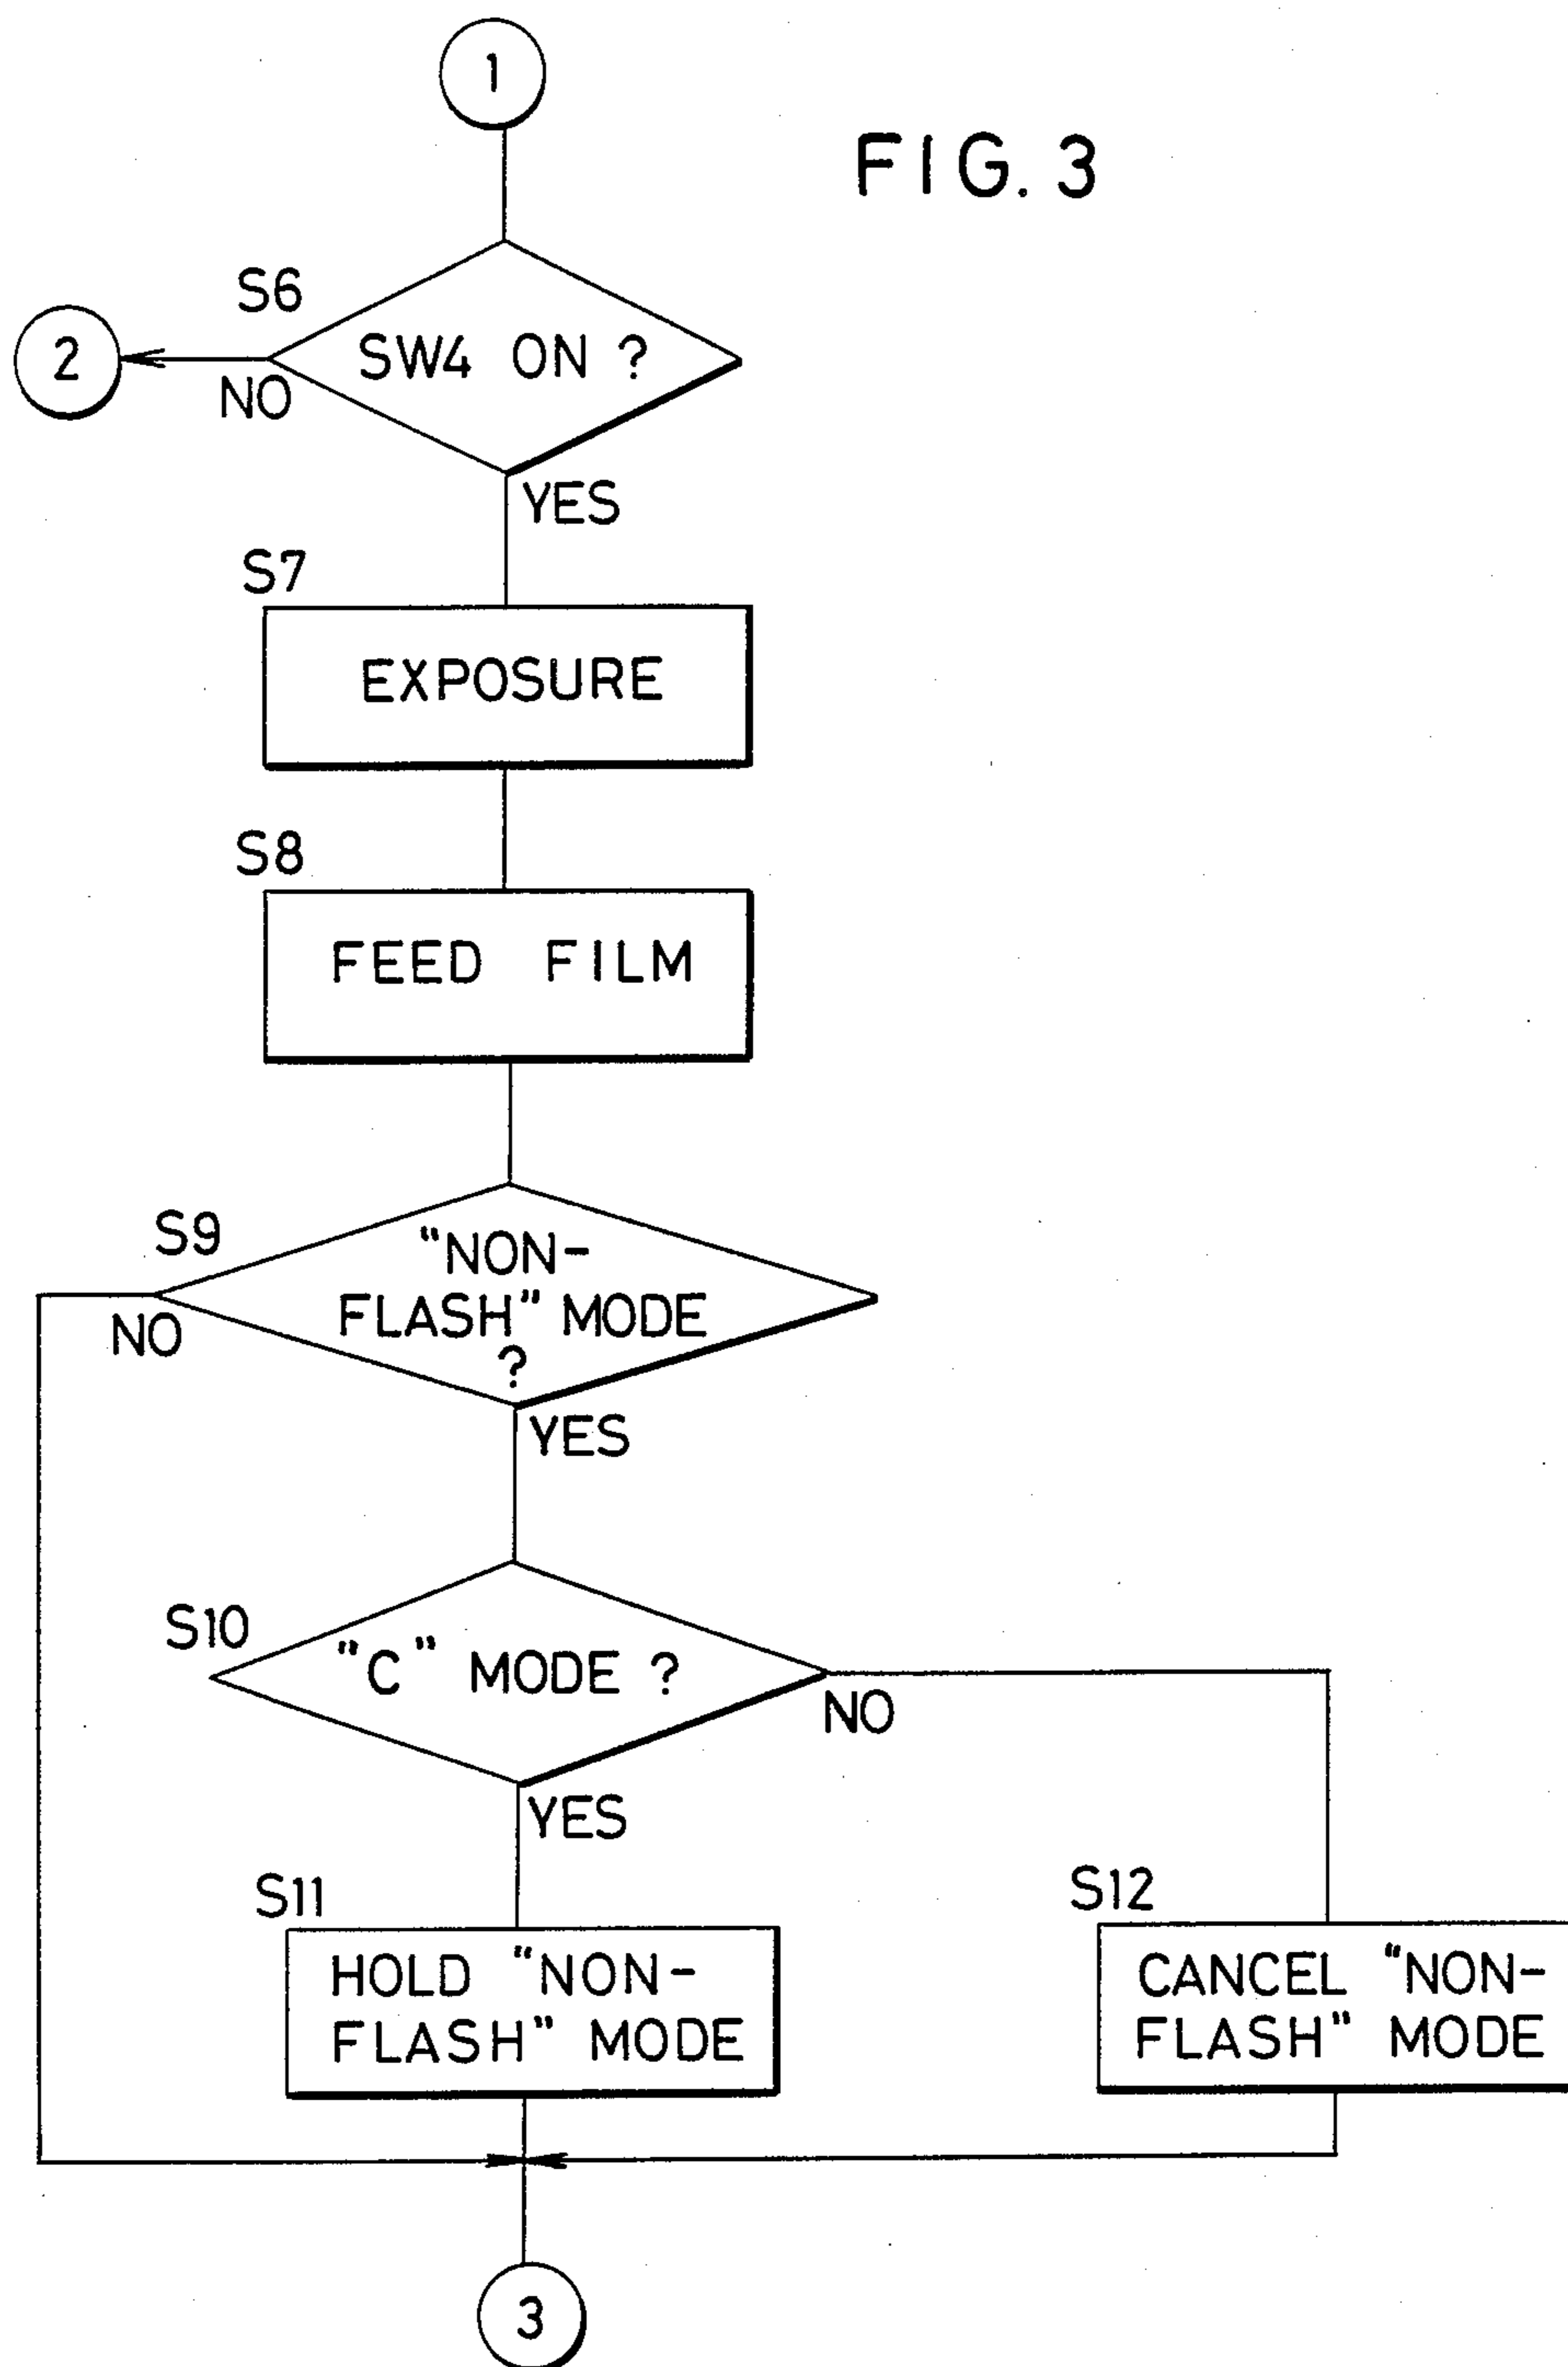 1
FIG. 3
S6
SW4 ON ?
2
NO
YES
S7
EXPOSURE
S8
FEED FILM
S9
"NON-
FLASH" MODE
?
NO
YES
S10
"C" MODE ?
NO
YES
S11
HOLD "NON-
FLASH" MODE
S12
CANCEL "NON-
FLASH" MODE
3